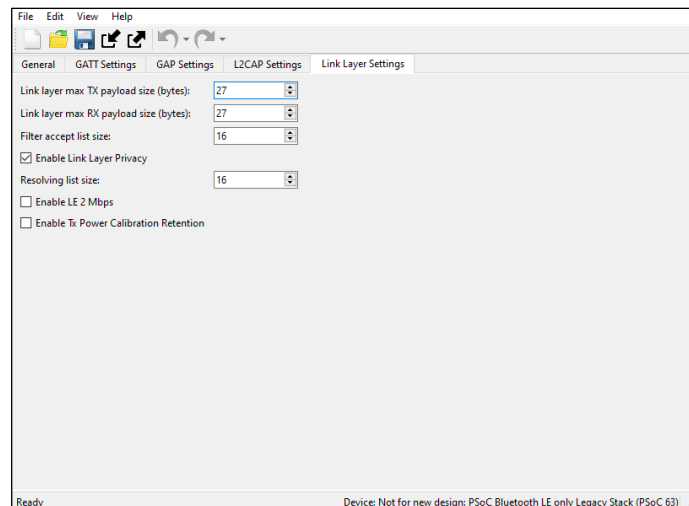 File Edit View Help
General GATT Settings GAP Settings L2CAP Settings Link Layer Settings
Link layer max TX payload size (bytes): 27
Link layer max RX payload size (bytes): 27
Filter accept list size: 16
Enable Link Layer Privacy
Resolving list size: 16
Enable LE 2 Mbps
Enable Tx Power Calibration Retention
Ready Device: Not for new design: PSoC Bluetooth LE only Legacy Stack (PSoC 63)